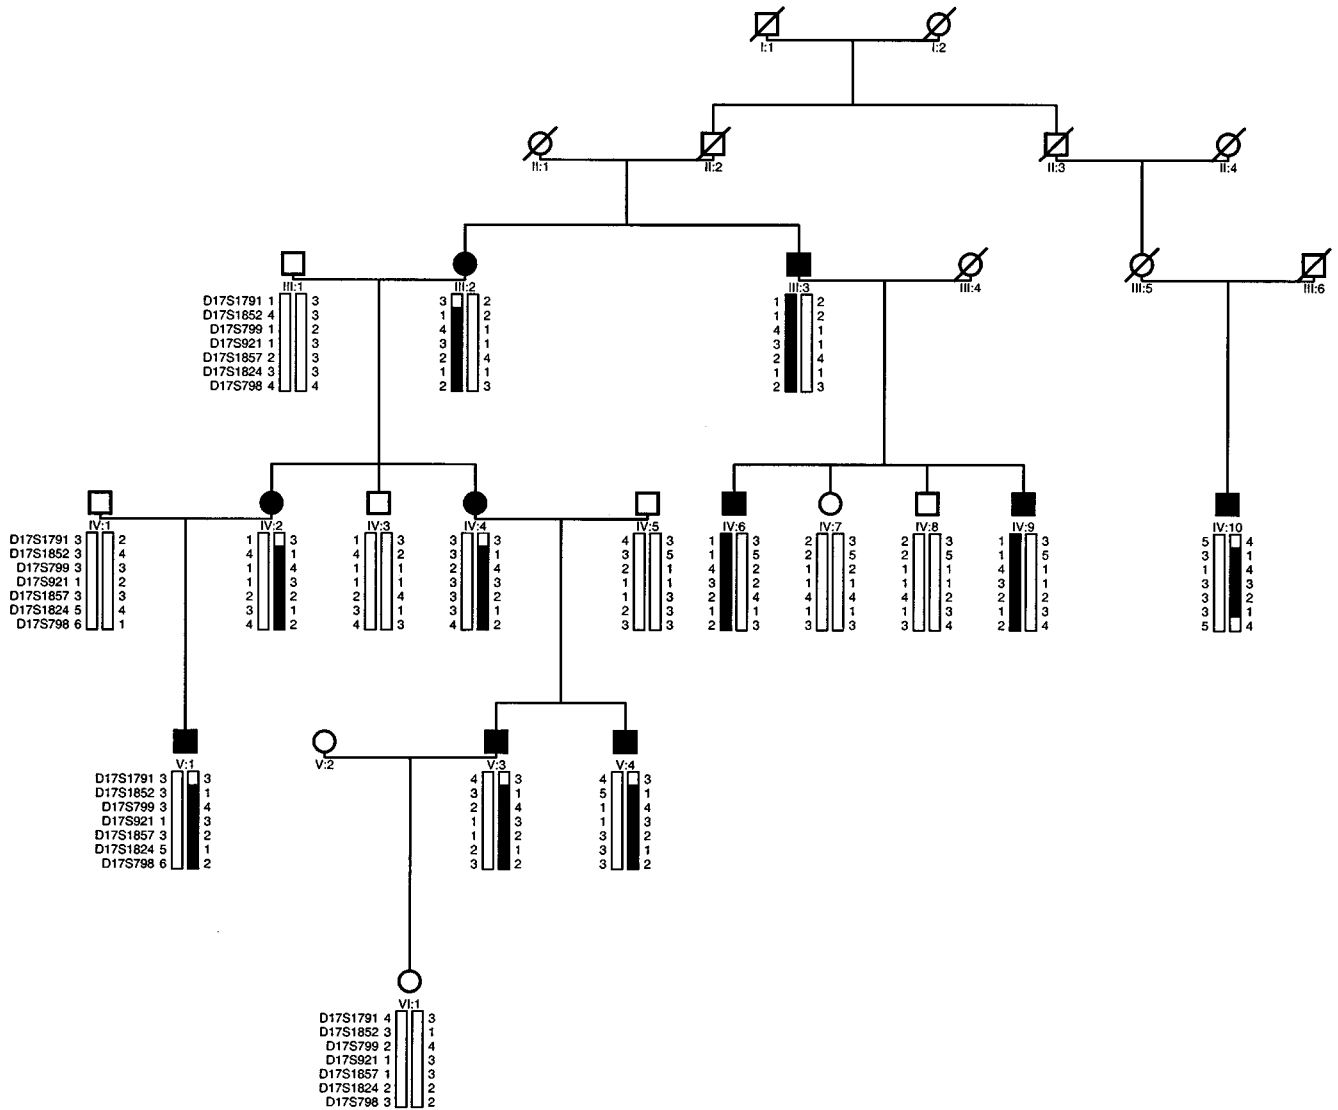 I:1 I:2
II:1 II:2 II:3 II:4
III:1 III:2 III:3 III:4 III:5 III:6
D17S1791 1 3 3 2 1 2
D17S1852 4 3 1 2 1 2
D17S799 1 2 4 1 4 1
D17S921 1 3 3 1 3 1
D17S1857 2 3 2 4 2 4
D17S1824 3 3 1 1 1 1
D17S798 4 4 2 3 2 3
IV:1 IV:2 IV:3 IV:4 IV:5 IV:6 IV:7 IV:8 IV:9 IV:10
D17S1791 3 2 1 3 1 3 3 3 4 3 1 3 2 3 2 3 1 3 5 4
D17S1852 3 4 4 1 4 2 3 1 3 5 1 5 2 5 2 5 1 5 3 1
D17S799 3 3 1 4 1 1 2 4 2 1 4 2 1 2 1 1 4 1 1 4
D17S921 1 2 1 3 1 1 3 3 1 1 3 1 1 1 1 1 3 1 4 3
D17S1857 3 3 2 2 2 4 3 2 1 3 2 1 4 1 4 2 2 2 3 2
D17S1824 5 4 3 1 3 1 3 1 2 3 1 4 1 4 1 3 1 3 3 1
D17S798 6 1 4 2 4 3 4 2 3 3 2 3 3 3 3 4 2 4 5 4
V:1 V:2 V:3 V:4
D17S1791 3 3 4 3 4 3
D17S1852 3 1 3 1 5 1
D17S799 3 4 2 4 1 4
D17S921 1 3 1 3 1 3
D17S1857 3 2 1 2 3 2
D17S1824 5 1 2 1 3 1
D17S798 6 2 3 2 3 2
VI:1
D17S1791 4 3
D17S1852 3 1
D17S799 2 4
D17S921 1 3
D17S1857 1 3
D17S1824 2 2
D17S798 3 2